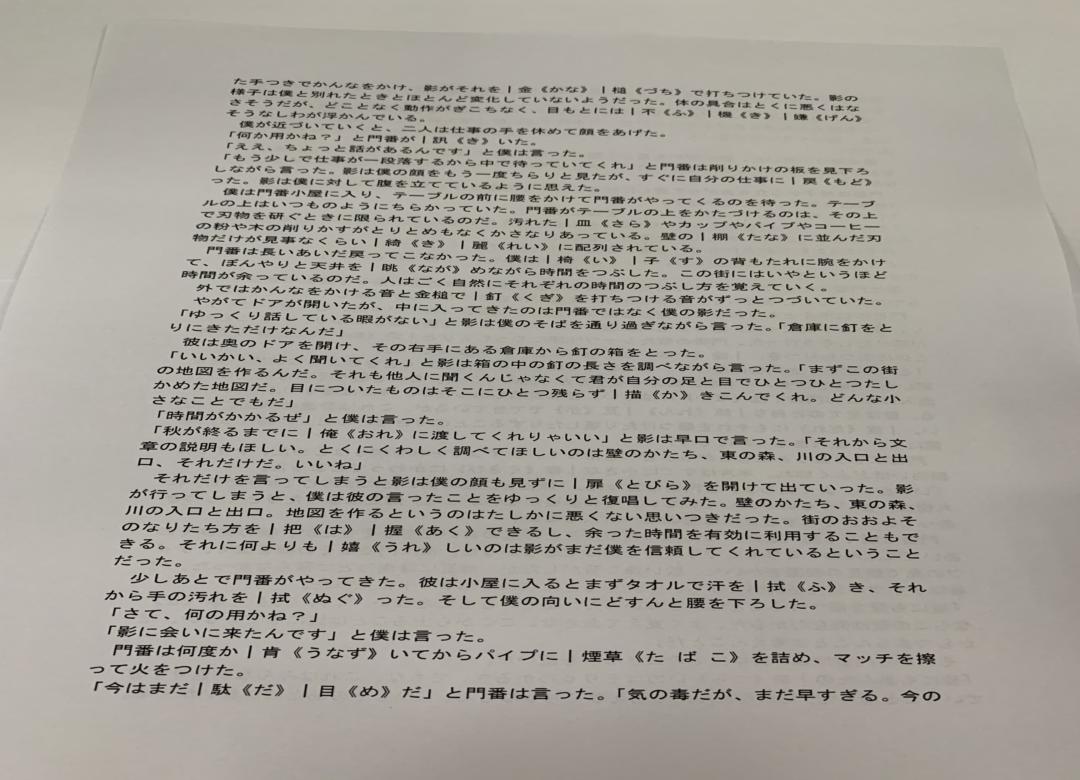 た手つきでかんなをかけ、影がそれを|金《かな》|槌《づち》で打ちつけていた。影の
様子は僕と別れたときとほとんど変化していないようだった。体の具合はとくに悪くはな
さそうだが、どことなく動作がぎこちなく、目もとには|不《ふ》|機《き》|嫌《げん》
そうなしわが浮かんでいる。
　僕が近づいていくと、二人は仕事の手を休めて顔をあげた。
「何か用かね?」と門番が|訊《き》いた。
「ええ、ちょっと話があるんです」と僕は言った。
「もう少しで仕事が一段落するから中で待っていてくれ」と門番は削りかけの板を見下ろ
しながら言った。影は僕の顔をもう一度ちらりと見たが、すぐに自分の仕事に|戻《もど》
った。影は僕に対して腹を立てているように思えた。
　僕は門番小屋に入り、テーブルの前に腰をかけて門番がやってくるのを待った。テーブ
ルの上はいつものようにちらかっていた。門番がテーブルの上をかたづけるのは、その上
で刃物を研ぐときに限られているのだ。汚れた|皿《さら》やカップやパイプやコーヒー
の粉や木の削りかすがとりとめもなくかさなりあっている。壁の|棚《たな》に並んだ刃
物だけが見事なくらい|綺《き》|麗《れい》に配列されている。
　門番は長いあいだ戻ってこなかった。僕は|椅《い》|子《す》の背もたれに腕をかけ
て、ぼんやりと天井を|眺《なが》めながら時間をつぶした。この街にはいやというほど
時間が余っているのだ。人はごく自然にそれぞれの時間のつぶし方を覚えていく。
　外ではかんなをかける音と金槌で|釘《くぎ》を打ちつける音がずっとつづいていた。
　やがてドアが開いたが、中に入ってきたのは門番ではなく僕の影だった。
「ゆっくり話している暇がない」と影は僕のそばを通り過ぎながら言った。「倉庫に釘をと
りにきただけなんだ」
　彼は奥のドアを開け、その右手にある倉庫から釘の箱をとった。
「いいかい、よく聞いてくれ」と影は箱の中の釘の長さを調べながら言った。「まずこの街
の地図を作るんだ。それも他人に聞くんじゃなくて君が自分の足と目でひとつひとつたし
かめた地図だ。目についたものはそこにひとつ残らず|描《か》きこんでくれ。どんな小
さなことでもだ」
「時間がかかるぜ」と僕は言った。
「秋が終るまでに|俺《おれ》に渡してくれりゃいい」と影は早口で言った。「それから文
章の説明もほしい。とくにくわしく調べてほしいのは壁のかたち、東の森、川の入口と出
口、それだけだ。いいね」
　それだけを言ってしまうと影は僕の顔も見ずに|扉《とびら》を開けて出ていった。影
が行ってしまうと、僕は彼の言ったことをゆっくりと復唱してみた。壁のかたち、東の森、
川の入口と出口。地図を作るというのはたしかに悪くない思いつきだった。街のおおよそ
のなりたち方を|把《は》|握《あく》できるし、余った時間を有効に利用することもで
きる。それに何よりも|嬉《うれ》しいのは影がまだ僕を信頼してくれているということ
だった。
　少しあとで門番がやってきた。彼は小屋に入るとまずタオルで汗を|拭《ふ》き、それ
から手の汚れを|拭《ぬぐ》った。そして僕の向いにどすんと腰を下ろした。
「さて、何の用かね?」
「影に会いに来たんです」と僕は言った。
　門番は何度か|肯《うなず》いてからパイプに|煙草《たばこ》を詰め、マッチを擦
って火をつけた。
「今はまだ|駄《だ》|目《め》だ」と門番は言った。「気の毒だが、まだ早すぎる。今の